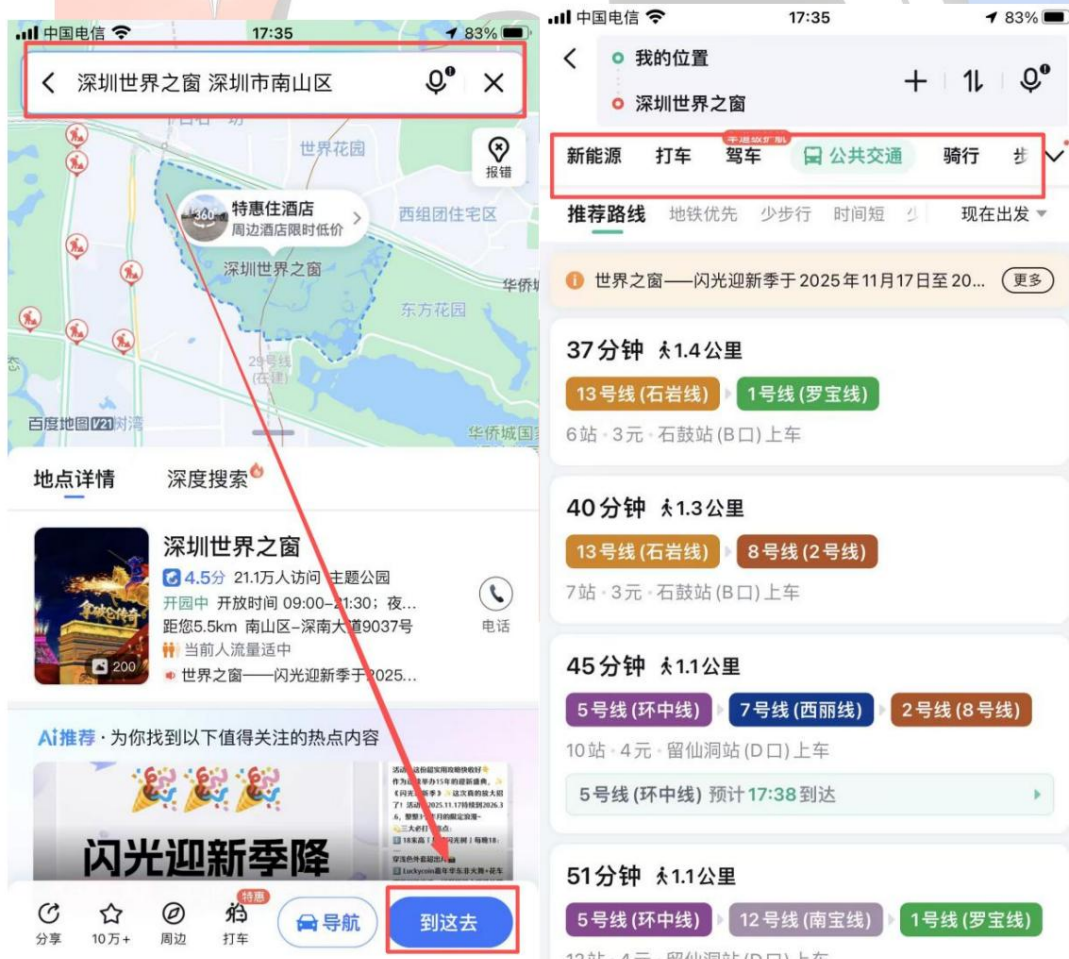 中国电信
17:35
83%
深圳世界之窗 深圳市南山区
世界花园
报错
360°
特惠住酒店
周边酒店限时低价
西组团住宅区
深圳世界之窗
东方花园
29号线
(在建)
百度地图 V21
树湾
地点详情
深度搜索
深圳世界之窗
4.5分 21.1万人访问 主题公园
开园中 开放时间 09:00–21:30；夜...
距您5.5km 南山区–深南大道9037号
当前人流量适中
世界之窗——闪光迎新季于2025...
200
电话
Ai推荐 · 为你找到以下值得关注的热点内容
闪光迎新季降
分享
10万+
周边
特惠
打车
导航
到这去
中国电信
17:35
83%
我的位置
深圳世界之窗
新能源 打车 驾车 公共交通 骑行 步
推荐路线 地铁优先 少步行 时间短 少 现在出发
世界之窗——闪光迎新季于2025年11月17日至20... 更多
37分钟 1.4公里
13号线(石岩线) 1号线(罗宝线)
6站 · 3元 · 石鼓站(B口)上车
40分钟 1.3公里
13号线(石岩线) 8号线(2号线)
7站 · 3元 · 石鼓站(B口)上车
45分钟 1.1公里
5号线(环中线) 7号线(西丽线) 2号线(8号线)
10站 · 4元 · 留仙洞站(D口)上车
5号线(环中线) 预计17:38到达
51分钟 1.1公里
5号线(环中线) 12号线(南宝线) 1号线(罗宝线)